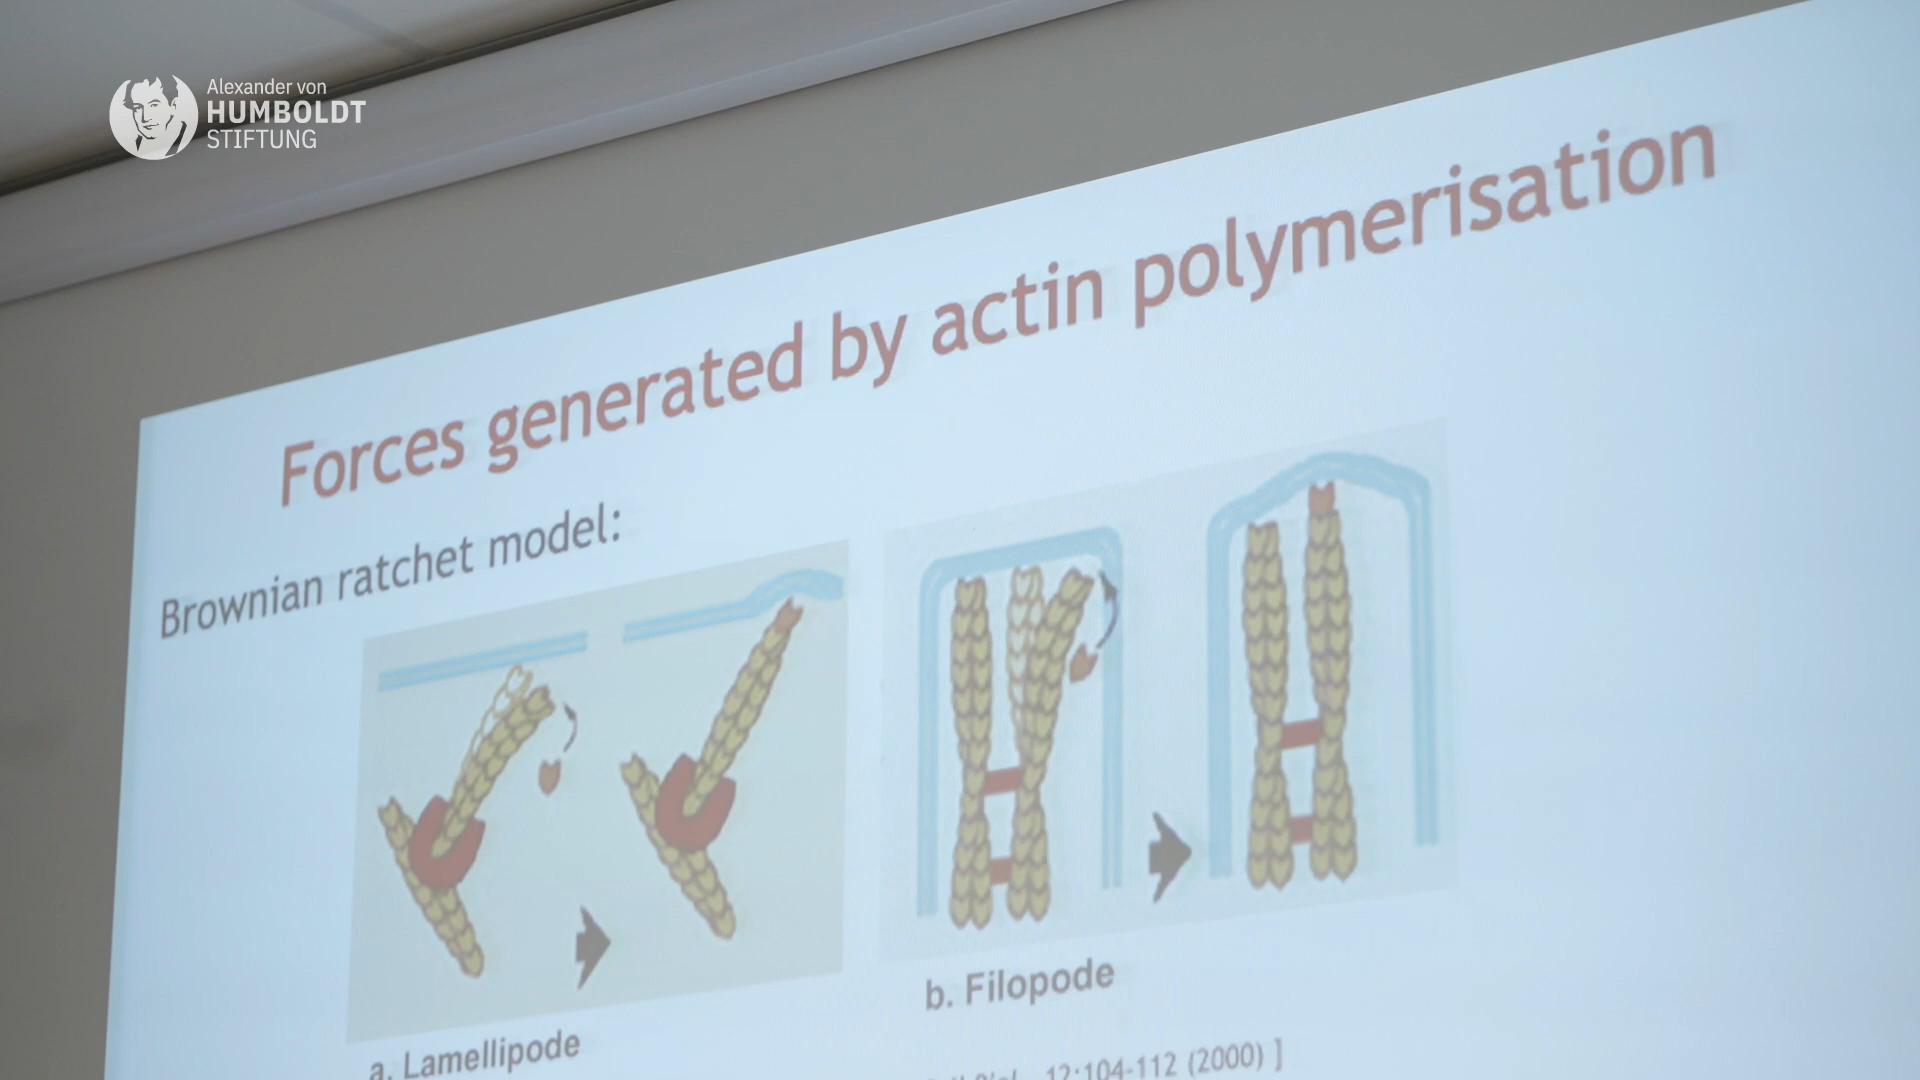 Alexander von
HUMBOLDT
STIFTUNG
Forces generated by actin polymerisation
Brownian ratchet model:
a. Lamellipode
b. Filopode
12:104-112 (2000) ]